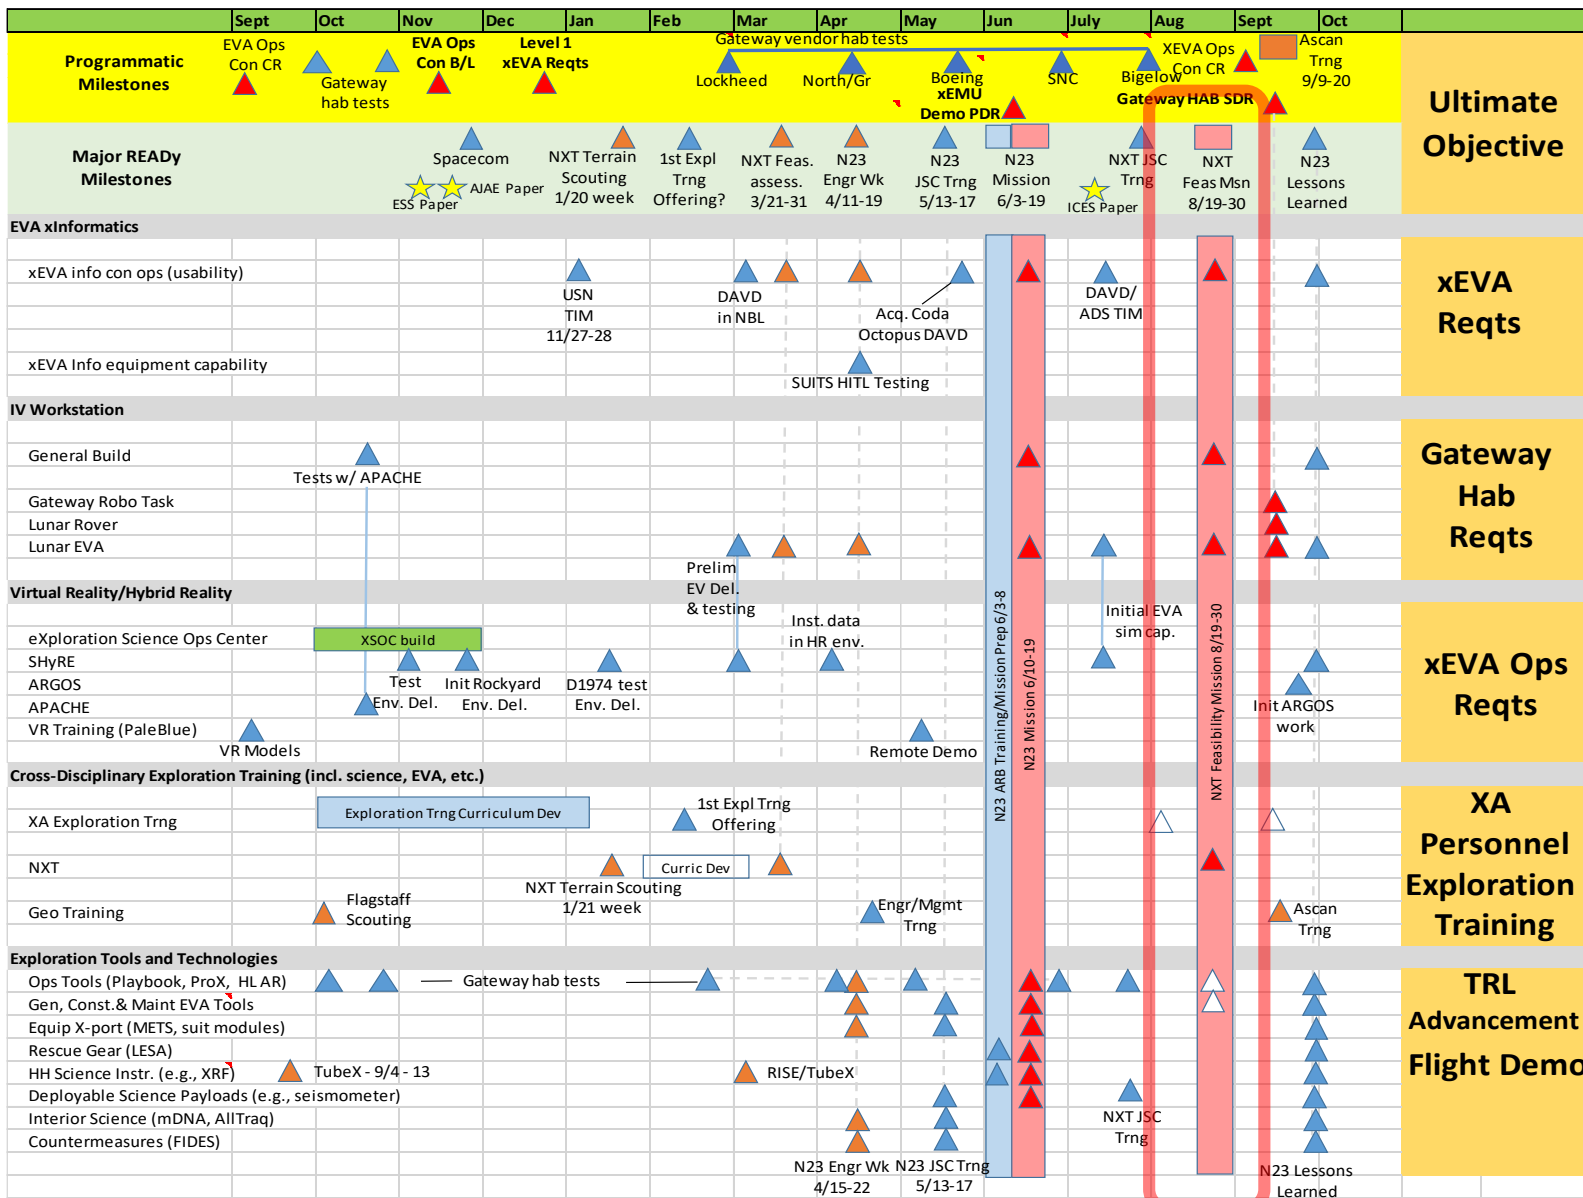 Sept Oct Nov Dec Jan Feb Mar Apr May Jun July Aug Sept Oct
Programmatic
Milestones
EVA Ops
Con CR
Gateway
hab tests
EVA Ops
Con B/L
Level 1
xEVA Reqts
Gateway vendor hab tests
Lockheed
North/Gr
Boeing
xEMU
Demo PDR
SNC
Bigelow
XEVA Ops
Con CR
Gateway HAB SDR
Ascan
Trng
9/9-20
Ultimate
Objective
Major READy
Milestones
Spacecom
ESS Paper
AJAE Paper
NXT Terrain
Scouting
1/20 week
1st Expl
Trng
Offering?
NXT Feas.
assess.
3/21-31
N23
Engr Wk
4/11-19
N23
JSC Trng
5/13-17
N23
Mission
6/3-19
NXT JSC
Trng
ICES Paper
NXT
Feas Msn
8/19-30
N23
Lessons
Learned
EVA xInformatics
xEVA info con ops (usability)
USN
TIM
11/27-28
DAVD
in NBL
Acq. Coda
Octopus DAVD
DAVD/
ADS TIM
xEVA
Reqts
xEVA Info equipment capability
SUITS HITL Testing
IV Workstation
General Build
Tests w/ APACHE
Gateway Robo Task
Lunar Rover
Lunar EVA
Prelim
EV Del.
& testing
Gateway
Hab
Reqts
N23 ARB Training/Mission Prep 6/3-8
N23 Mission 6/10-19
NXT Feasibility Mission 8/19-30
Virtual Reality/Hybrid Reality
eXploration Science Ops Center
XSOC build
Inst. data
in HR env.
Initial EVA
sim cap.
SHyRE
ARGOS
Test
Env. Del.
Init Rockyard
Env. Del.
D1974 test
Env. Del.
APACHE
Init ARGOS
work
VR Training (PaleBlue)
VR Models
Remote Demo
xEVA Ops
Reqts
Cross-Disciplinary Exploration Training (incl. science, EVA, etc.)
XA Exploration Trng
Exploration Trng Curriculum Dev
1st Expl Trng
Offering
NXT
NXT Terrain Scouting
1/21 week
Curric Dev
Geo Training
Flagstaff
Scouting
Engr/Mgmt
Trng
Ascan
Trng
XA
Personnel
Exploration
Training
Exploration Tools and Technologies
Ops Tools (Playbook, ProX, HL AR)
Gateway hab tests
Gen, Const.& Maint EVA Tools
Equip X-port (METS, suit modules)
Rescue Gear (LESA)
HH Science Instr. (e.g., XRF)
TubeX - 9/4 - 13
RISE/TubeX
Deployable Science Payloads (e.g., seismometer)
NXT JSC
Trng
Interior Science (mDNA, AllTraq)
Countermeasures (FIDES)
N23 Engr Wk
4/15-22
N23 JSC Trng
5/13-17
N23 Lessons
Learned
TRL
Advancement
Flight Demo